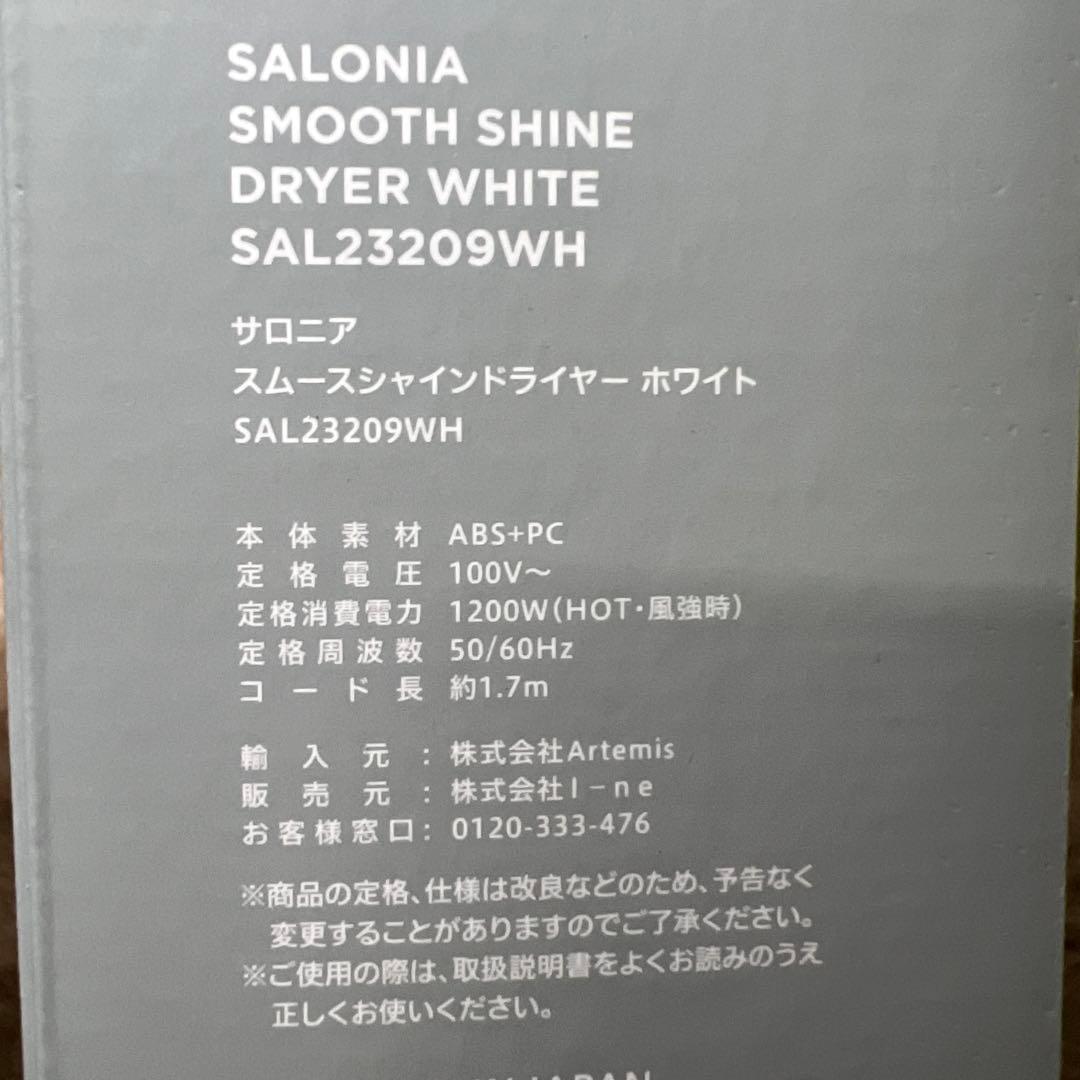 SALONIA
SMOOTH SHINE
DRYER WHITE
SAL23209WH
サロニア
スムースシャインドライヤー ホワイト
SAL23209WH
本体素材 ABS+PC
定格電圧 100V～
定格消費電力 1200W(HOT・風強時)
定格周波数 50/60Hz
コード長 約1.7m
輸入元：株式会社Artemis
販売元：株式会社I－ne
お客様窓口：0120-333-476
※商品の定格、仕様は改良などのため、予告なく
変更することがありますのでご了承ください。
※ご使用の際は、取扱説明書をよくお読みのうえ
正しくお使いください。
JAPAN